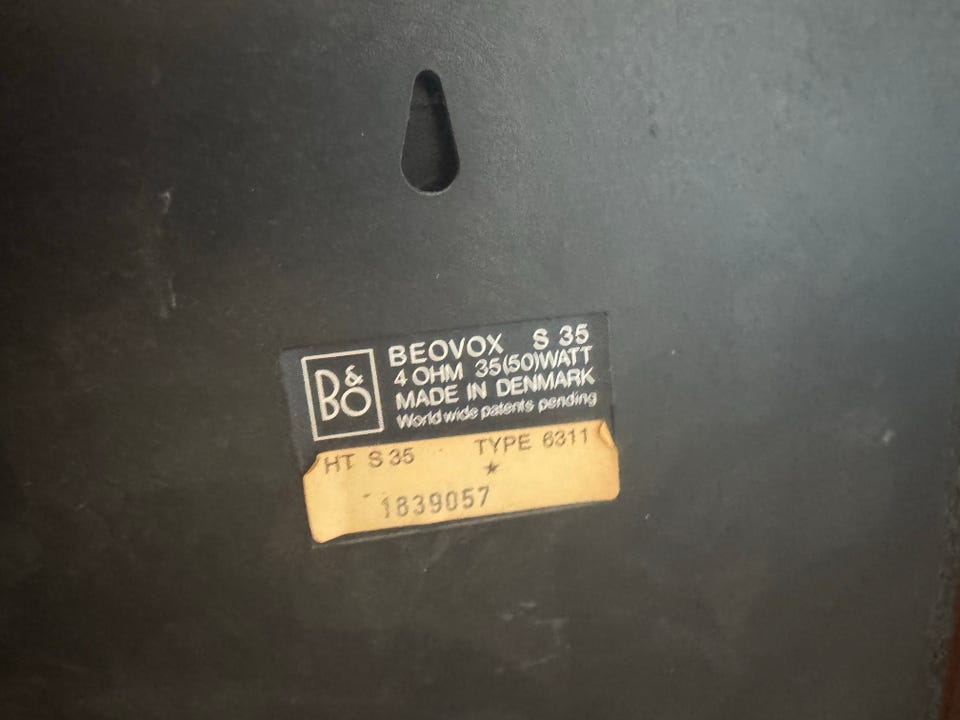 B&O
BEOVOX S 35
4 OHM 35(50)WATT
MADE IN DENMARK
World wide patents pending
HT S 35 TYPE 6311
★
1839057